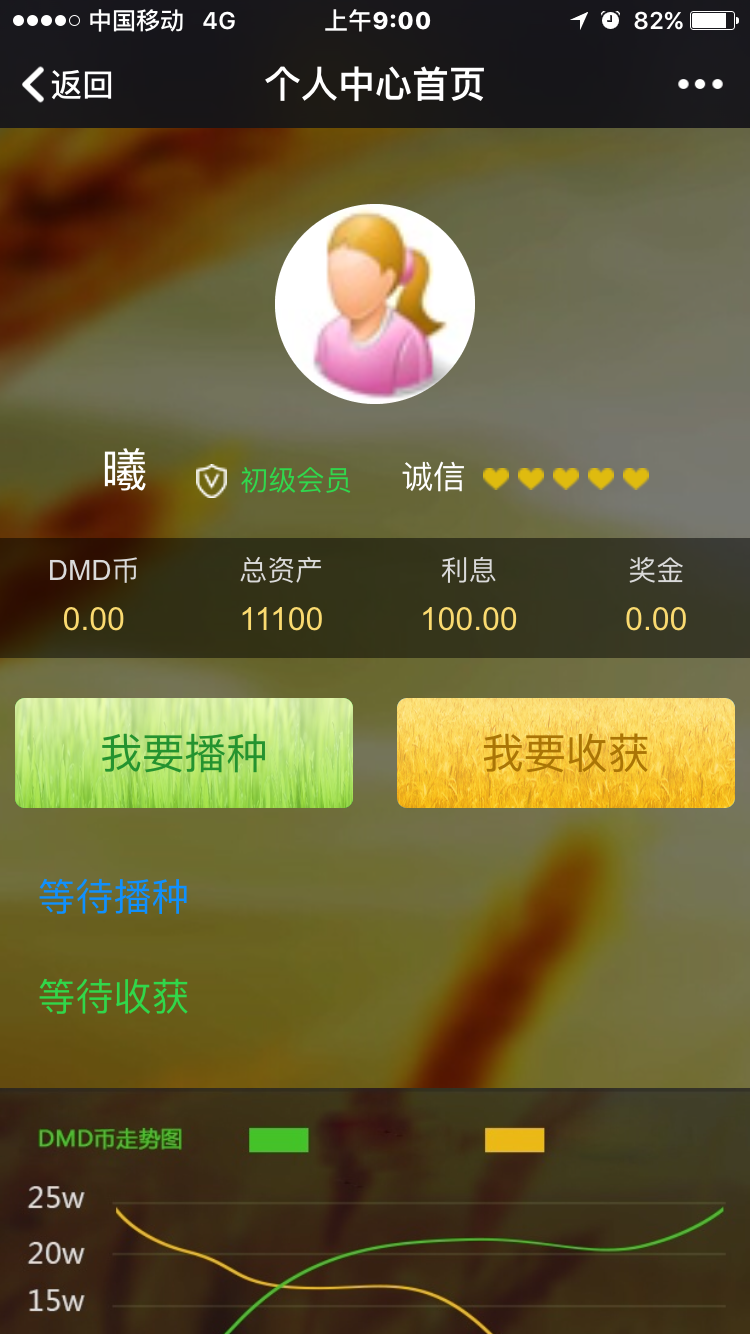 中国移动 4G 上午9:00 82%
返回 个人中心首页
曦 初级会员 诚信
DMD币 总资产 利息 奖金
0.00 11100 100.00 0.00
我要播种 我要收获
等待播种
等待收获
DMD币走势图
25w
20w
15w